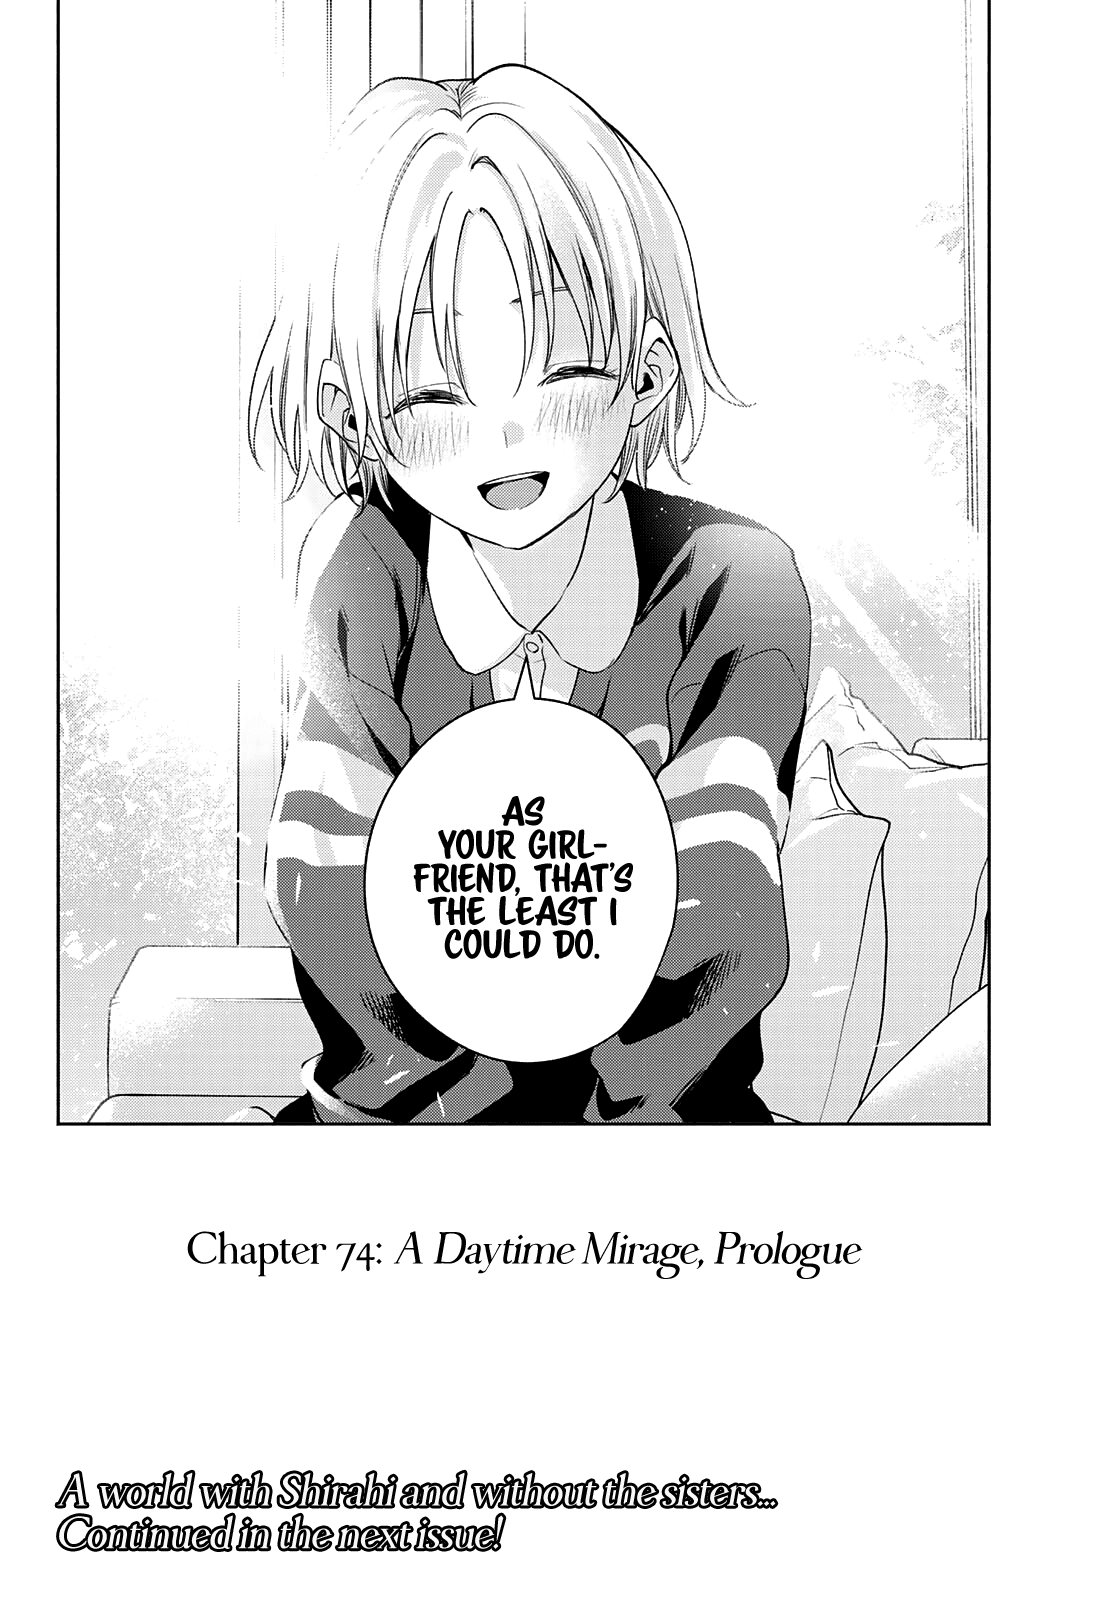 AS
YOUR GIRL-
FRIEND, THAT'S
THE LEAST I
COULD DO.
Chapter 74: A Daytime Mirage, Prologue
A world with Shirahi and without the sisters...
Continued in the next issue!